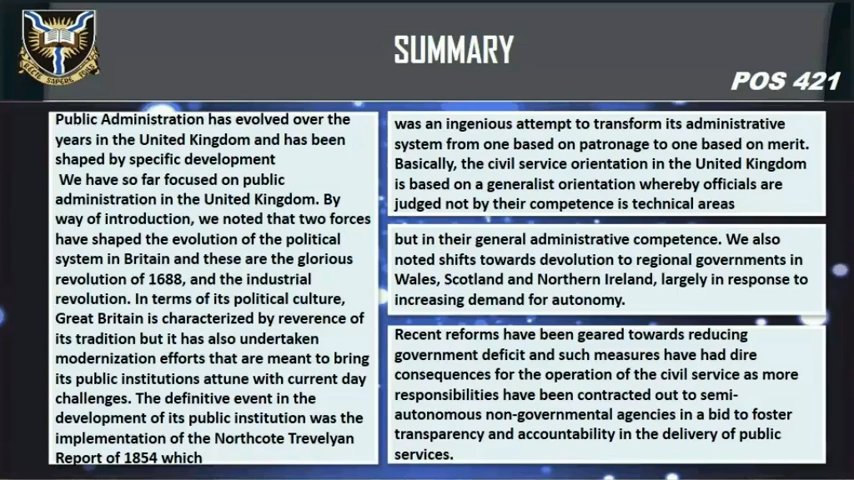 SUMMARY
POS 421
Public Administration has evolved over the
years in the United Kingdom and has been
shaped by specific development
We have so far focused on public
administration in the United Kingdom. By
way of introduction, we noted that two forces
have shaped the evolution of the political
system in Britain and these are the glorious
revolution of 1688, and the industrial
revolution. In terms of its political culture,
Great Britain is characterized by reverence of
its tradition but it has also undertaken
modernization efforts that are meant to bring
its public institutions attune with current day
challenges. The definitive event in the
development of its public institution was the
implementation of the Northcote Trevelyan
Report of 1854 which
was an ingenious attempt to transform its administrative
system from one based on patronage to one based on merit.
Basically, the civil service orientation in the United Kingdom
is based on a generalist orientation whereby officials are
judged not by their competence is technical areas
but in their general administrative competence. We also
noted shifts towards devolution to regional governments in
Wales, Scotland and Northern Ireland, largely in response to
increasing demand for autonomy.
Recent reforms have been geared towards reducing
government deficit and such measures have had dire
consequences for the operation of the civil service as more
responsibilities have been contracted out to semi-
autonomous non-governmental agencies in a bid to foster
transparency and accountability in the delivery of public
services.